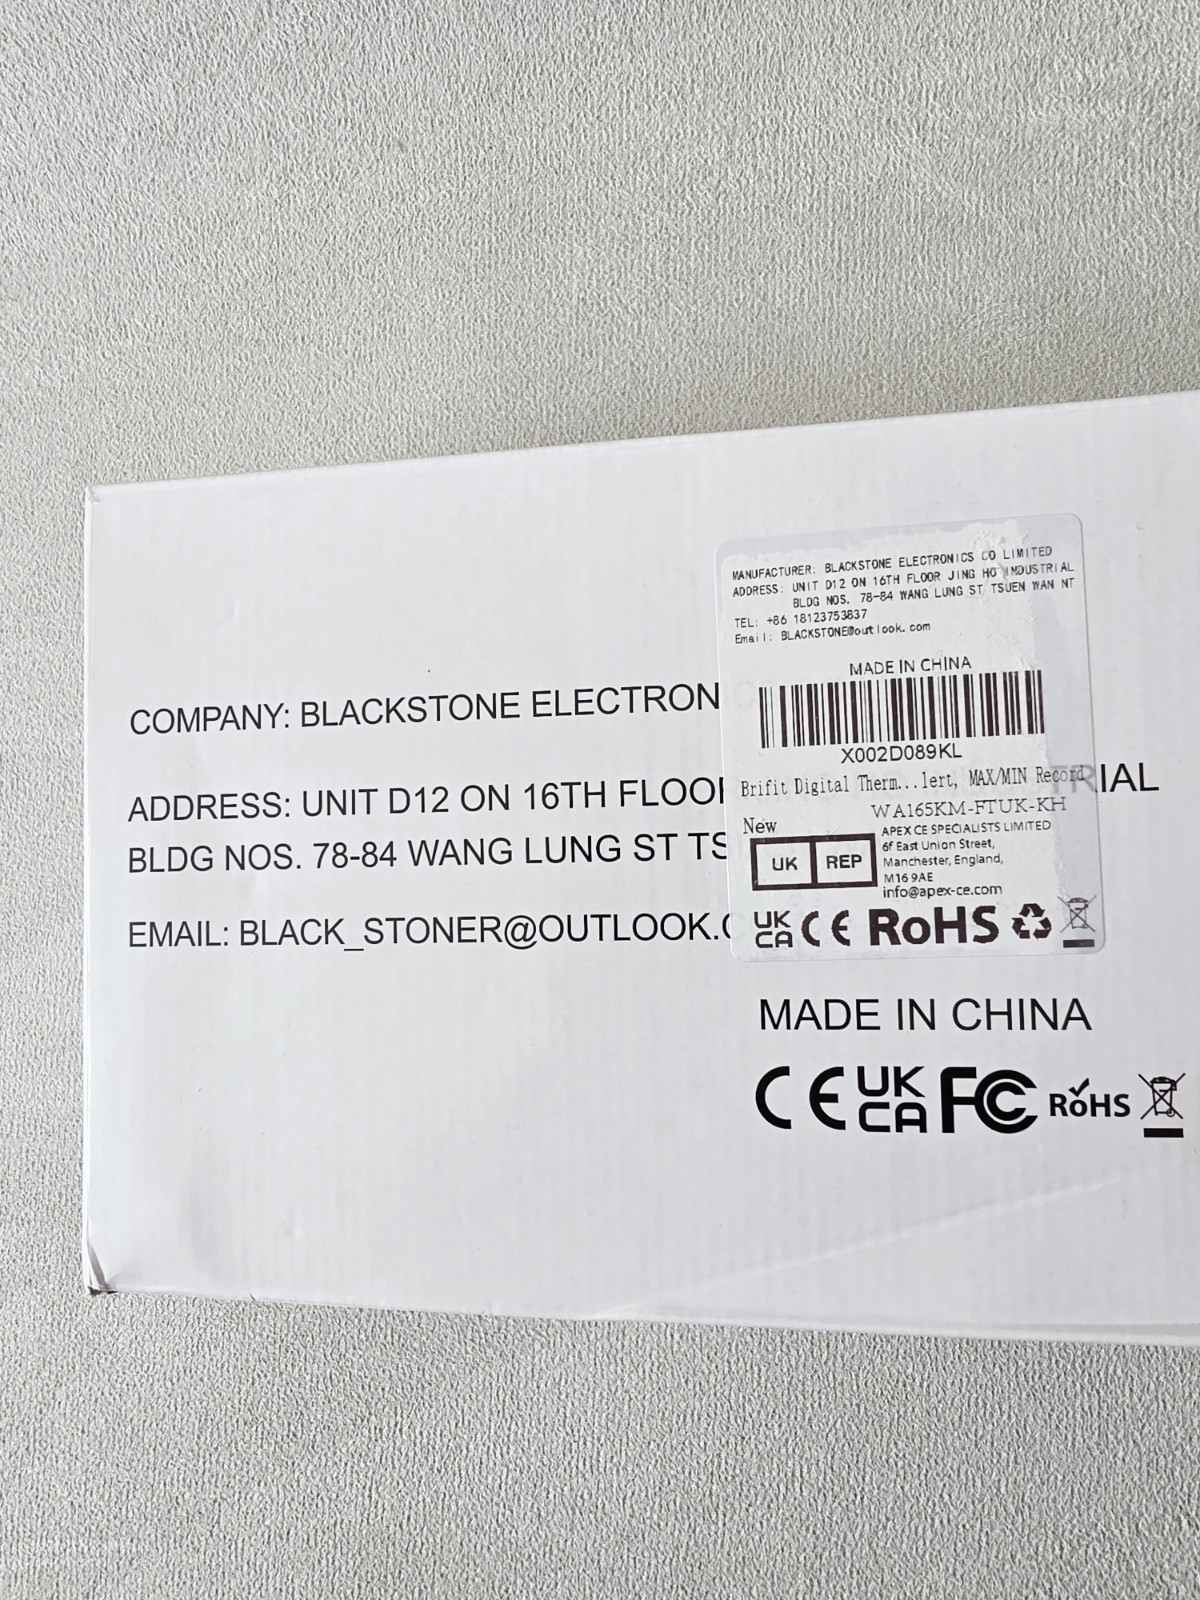 COMPANY: BLACKSTONE ELECTRON
ADDRESS: UNIT D12 ON 16TH FLOOR
TRIAL
BLDG NOS. 78-84 WANG LUNG ST TS
EMAIL: BLACK_STONER@OUTLOOK.C
MANUFACTURER: BLACKSTONE ELECTRONICS CO LIMITED
ADDRESS: UNIT D12 ON 16TH FLOOR JING HO INDUSTRIAL
BLDG NOS. 78-84 WANG LUNG ST TSUEN WAN NT
TEL: +86 18123753837
Email: BLACKSTONE@outlook.com
MADE IN CHINA
X002D089KL
Brifit Digital Therm...lert, MAX/MIN Record
WA165KM-FTUK-KH
New
UK REP
APEX CE SPECIALISTS LIMITED
6f East Union Street,
Manchester, England,
M16 9AE
info@apex-ce.com
UK CA CE RoHS
MADE IN CHINA
CE UK CA FC RoHS